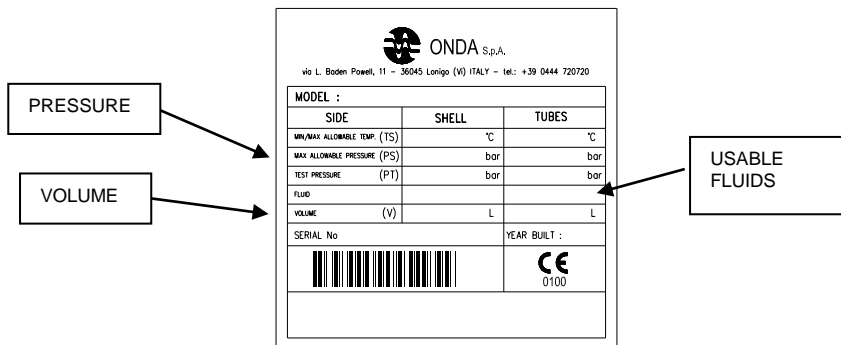 ONDA S.p.A.
via L. Baden Powell, 11 – 36045 Lonigo (Vi) ITALY – tel.: +39 0444 720720
MODEL :
SIDE SHELL TUBES
MIN/MAX ALLOWABLE TEMP. (TS) °C °C
MAX ALLOWABLE PRESSURE (PS) bar bar
TEST PRESSURE (PT) bar bar
FLUID
VOLUME (V) L L
SERIAL No YEAR BUILT :
CE
0100
PRESSURE
VOLUME
USABLE
FLUIDS